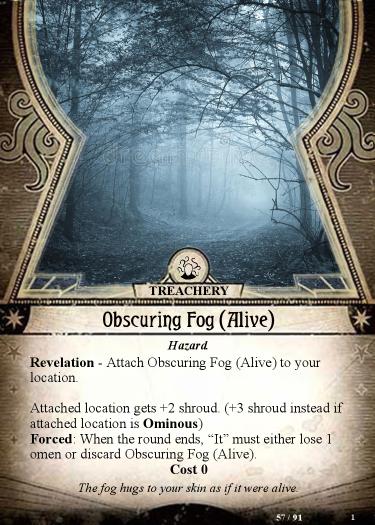 dreamstime
TREACHERY
Obscuring Fog (Alive)
Hazard
Revelation - Attach Obscuring Fog (Alive) to your
location.
Attached location gets +2 shroud. (+3 shroud instead if
attached location is Ominous)
Forced: When the round ends, “It” must either lose 1
omen or discard Obscuring Fog (Alive).
Cost 0
The fog hugs to your skin as if it were alive.
57 / 91 1